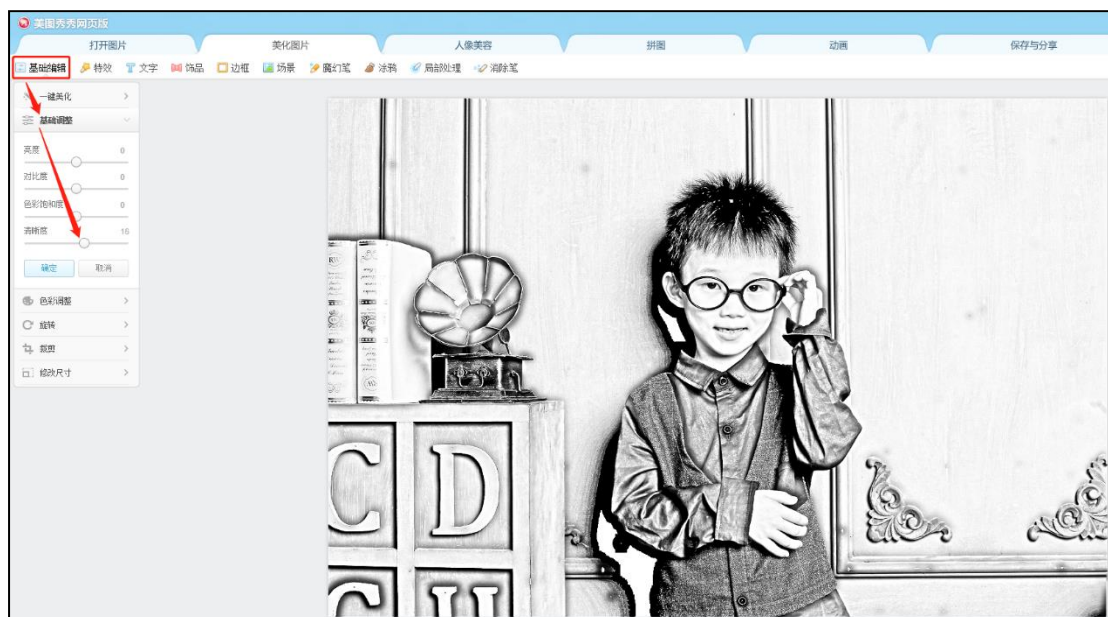 美图秀秀网页版
打开图片 美化图片 人像美容 拼图 动画 保存与分享
基础编辑 特效 文字 饰品 边框 场景 魔幻笔 涂鸦 局部处理 消除笔
一键美化
基础调整
亮度 0
对比度 0
色彩饱和度 0
清晰度 16
确定 取消
色彩调整
旋转
裁剪
修改尺寸
C D